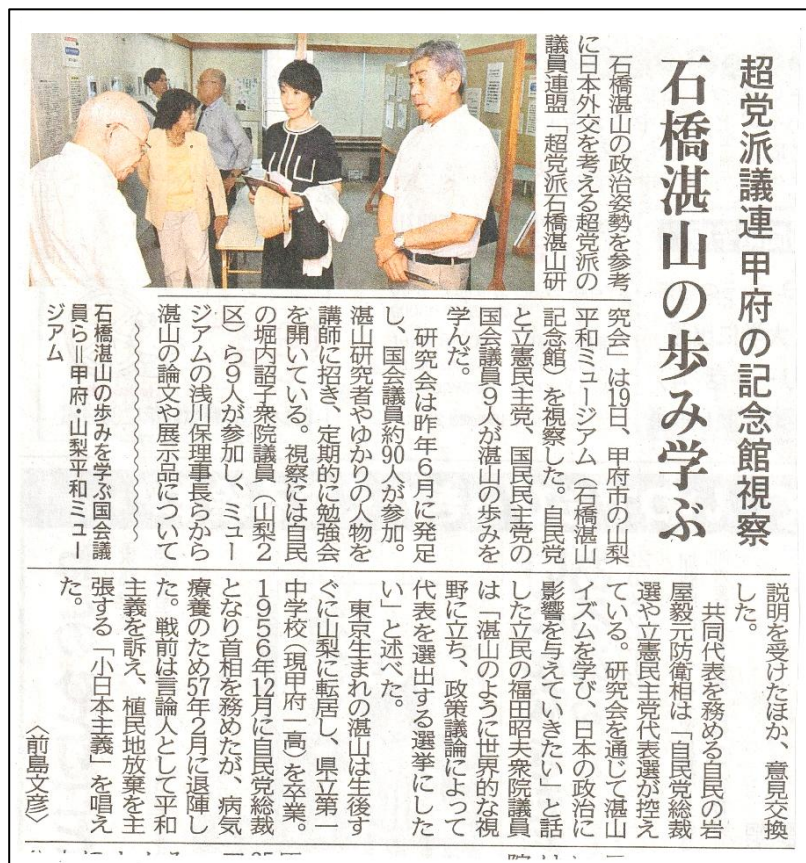 超党派議連 甲府の記念館視察
石橋湛山の歩み学ぶ
石橋湛山の政治姿勢を参考
に日本外交を考える超党派の
議員連盟「超党派石橋湛山研
究会」は19日、甲府市の山梨
平和ミュージアム（石橋湛山
記念館）を視察した。自民党
と立憲民主党、国民民主党の
国会議員９人が湛山の歩みを
学んだ。
研究会は昨年６月に発足
し、国会議員約90人が参加。
湛山研究者やゆかりの人物を
講師に招き、定期的に勉強会
を開いている。視察には自民
の堀内詔子衆院議員（山梨２
区）ら９人が参加し、ミュー
ジアムの浅川保理事長らから
湛山の論文や展示品について
石橋湛山の歩みを学ぶ国会議
員ら＝甲府・山梨平和ミュー
ジアム
説明を受けたほか、意見交換
した。
共同代表を務める自民の岩
屋毅元防衛相は「自民党総裁
選や立憲民主党代表選が控え
ている。研究会を通じて湛山
イズムを学び、日本の政治に
影響を与えていきたい」と話
した立民の福田昭夫衆院議員
は「湛山のように世界的な視
野に立ち、政策議論によって
代表を選出する選挙にした
い」と述べた。
東京生まれの湛山は生後す
ぐに山梨に転居し、県立第一
中学校（現甲府一高）を卒業。
1956年12月に自民党総裁
となり首相を務めたが、病気
療養のため57年２月に退陣し
た。戦前は言論人として平和
主義を訴え、植民地放棄を主
張する「小日本主義」を唱え
た。
〈前島文彦〉